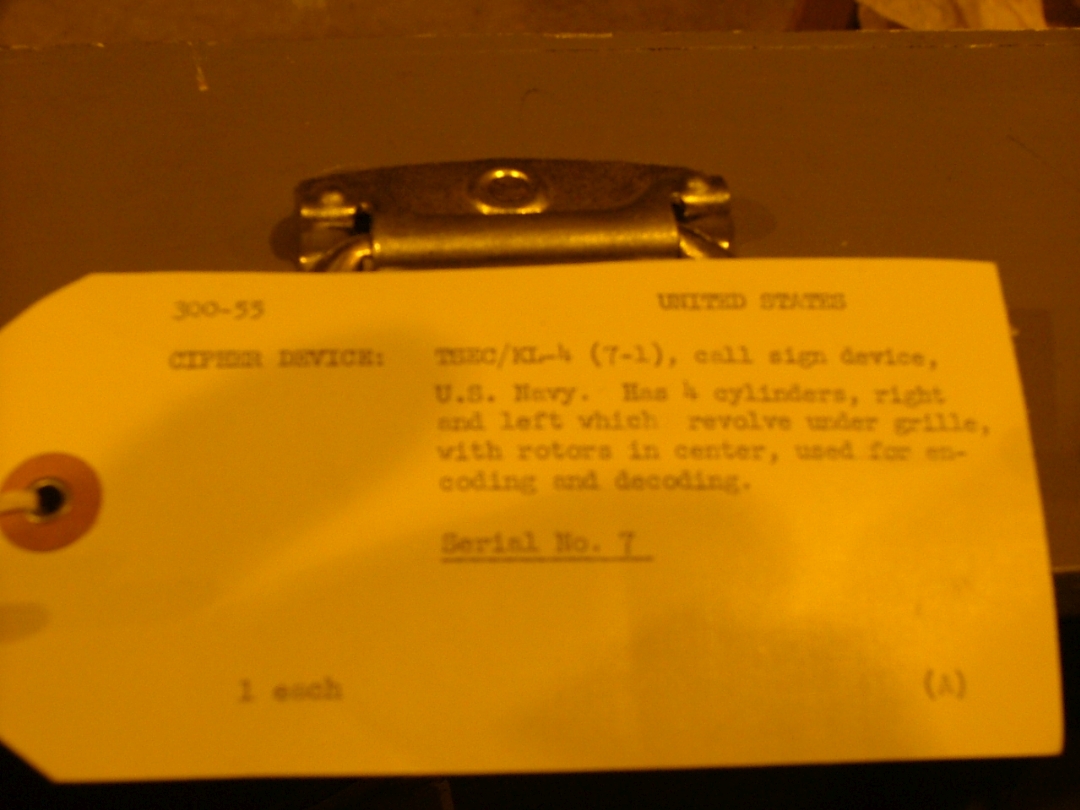 300-55 UNITED STATES
CIPHER DEVICE: TSEC/KL-4 (7-1), call sign device,
U.S. Navy. Has 4 cylinders, right
and left which revolve under grille,
with rotors in center, used for en-
coding and decoding.
Serial No. 7
1 each (A)